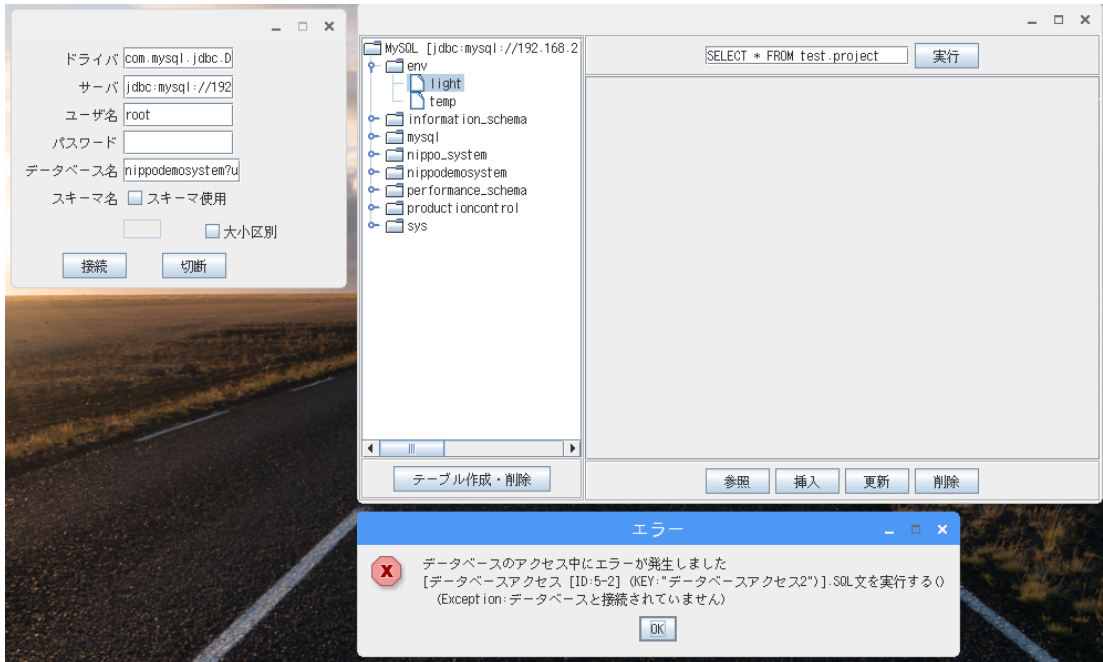 ドライバ com.mysql.jdbc.D
サーバ jdbc:mysql://192
ユーザ名 root
パスワード
データベース名 nippodemosystem?u
スキーマ名 スキーマ使用
大小区別
接続 切断
MySQL [jdbc:mysql://192.168.2
env
light
temp
information_schema
mysql
nippo_system
nippodemosystem
performance_schema
productioncontrol
sys
テーブル作成・削除
SELECT * FROM test.project 実行
参照 挿入 更新 削除
エラー
データベースのアクセス中にエラーが発生しました
[データベースアクセス [ID:5-2] (KEY:"データベースアクセス2")].SQL文を実行する()
(Exception:データベースと接続されていません)
OK